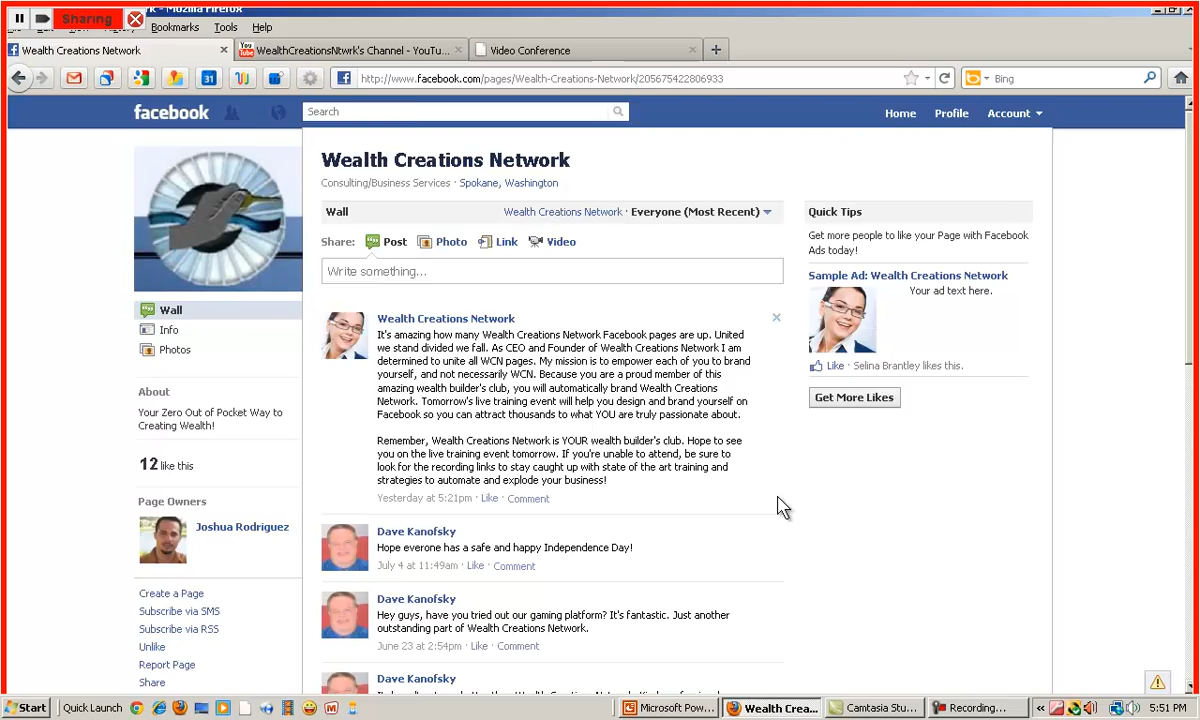 Sharing
Mozilla Firefox
Bookmarks Tools Help
Wealth Creations Network
WealthCreationsNtwrk's Channel - YouTu...
Video Conference
http://www.facebook.com/pages/Wealth-Creations-Network/205675422806933
Bing
facebook
Search
Home Profile Account
Wealth Creations Network
Consulting/Business Services · Spokane, Washington
Wall
Wealth Creations Network · Everyone (Most Recent)
Share: Post Photo Link Video
Write something...
Wealth Creations Network
It's amazing how many Wealth Creations Network Facebook pages are up. United
we stand divided we fall. As CEO and Founder of Wealth Creations Network I am
determined to unite all WCN pages. My mission is to empower each of you to brand
yourself, and not necessarily WCN. Because you are a proud member of this
amazing wealth builder's club, you will automatically brand Wealth Creations
Network. Tomorrow's live training event will help you design and brand yourself on
Facebook so you can attract thousands to what YOU are truly passionate about.
Remember, Wealth Creations Network is YOUR wealth builder's club. Hope to see
you on the live training event tomorrow. If you're unable to attend, be sure to
look for the recording links to stay caught up with state of the art training and
strategies to automate and explode your business!
Yesterday at 5:21pm · Like · Comment
Dave Kanofsky
Hope everone has a safe and happy Independence Day!
July 4 at 11:49am · Like · Comment
Dave Kanofsky
Hey guys, have you tried out our gaming platform? It's fantastic. Just another
outstanding part of Wealth Creations Network.
June 23 at 2:54pm · Like · Comment
Dave Kanofsky
Wall
Info
Photos
About
Your Zero Out of Pocket Way to
Creating Wealth!
12 like this
Page Owners
Joshua Rodriguez
Create a Page
Subscribe via SMS
Subscribe via RSS
Unlike
Report Page
Share
Quick Tips
Get more people to like your Page with Facebook
Ads today!
Sample Ad: Wealth Creations Network
Your ad text here.
Like · Selina Brantley likes this.
Get More Likes
Start
Quick Launch
Microsoft Pow...
Wealth Crea...
Camtasia Stu...
Recording...
5:51 PM